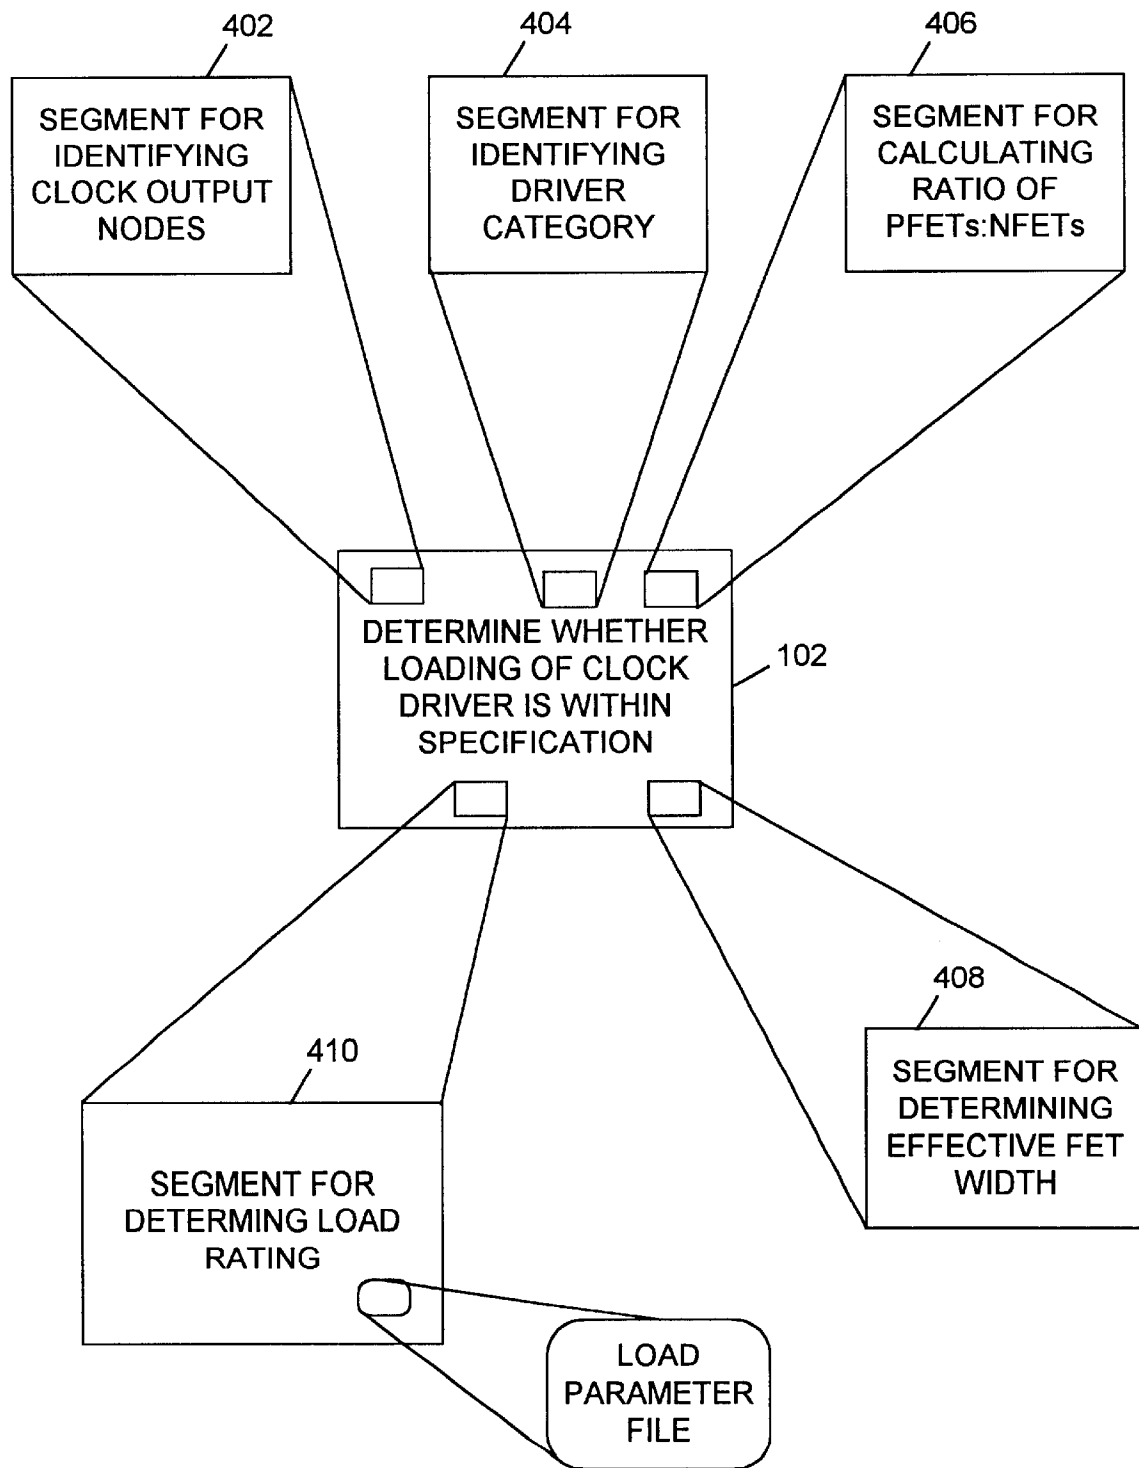 402
404
406
SEGMENT FOR
IDENTIFYING
CLOCK OUTPUT
NODES
SEGMENT FOR
IDENTIFYING
DRIVER
CATEGORY
SEGMENT FOR
CALCULATING
RATIO OF
PFETs:NFETs
DETERMINE WHETHER
LOADING OF CLOCK
DRIVER IS WITHIN
SPECIFICATION
102
408
410
SEGMENT FOR
DETERMINING
EFFECTIVE FET
WIDTH
SEGMENT FOR
DETERMING LOAD
RATING
LOAD
PARAMETER
FILE